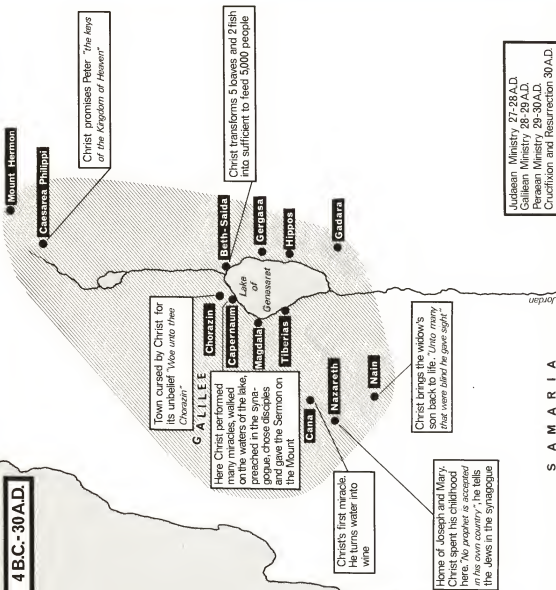 4 B.C.- 30 A.D.
Mount Hermon
Caesarea Philippi
Christ promises Peter "the keys
of the Kingdom of Heaven"
Town cursed by Christ for
its unbelief "Woe unto thee
Chorazin"
GALILEE
Here Christ performed
many miracles, walked
on the waters of the lake,
preached in the syna-
gogue, chose disciples
and gave the Sermon on
the Mount
Chorazin
Capernaum
Magdala
Tiberias
Beth-Saida
Lake
of
Genasaret
Gergasa
Hippos
Gadara
Christ transforms 5 loaves and 2 fish
into sufficient to feed 5,000 people
Cana
Nazareth
Nain
Christ's first miracle.
He turns water into
wine
Home of Joseph and Mary.
Christ spent his childhood
here. "No prophet is accepted
in his own country", he tells
the Jews in the synagogue
Christ brings the widow's
son back to life. "Unto many
that were blind he gave sight"
Jordan
SAMARIA
Judaean Ministry 27-28 A.D.
Galilean Ministry 28-29 A.D.
Peraean Ministry 29-30 A.D.
Crucifixion and Resurrection 30 A.D.